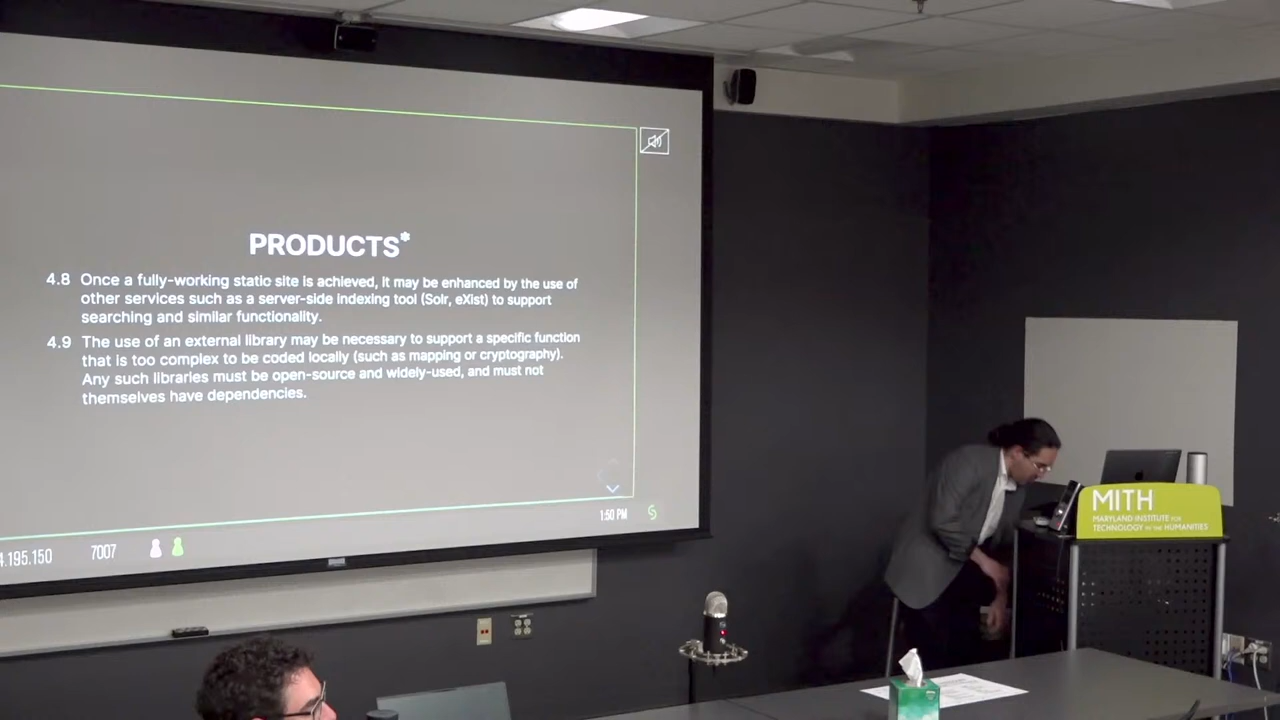 PRODUCTS*
4.8 Once a fully-working static site is achieved, it may be enhanced by the use of
other services such as a server-side indexing tool (Solr, eXist) to support
searching and similar functionality.
4.9 The use of an external library may be necessary to support a specific function
that is too complex to be coded locally (such as mapping or cryptography).
Any such libraries must be open-source and widely-used, and must not
themselves have dependencies.
1:50 PM
4.195.150 7007
MITH
MARYLAND INSTITUTE FOR
TECHNOLOGY IN THE HUMANITIES